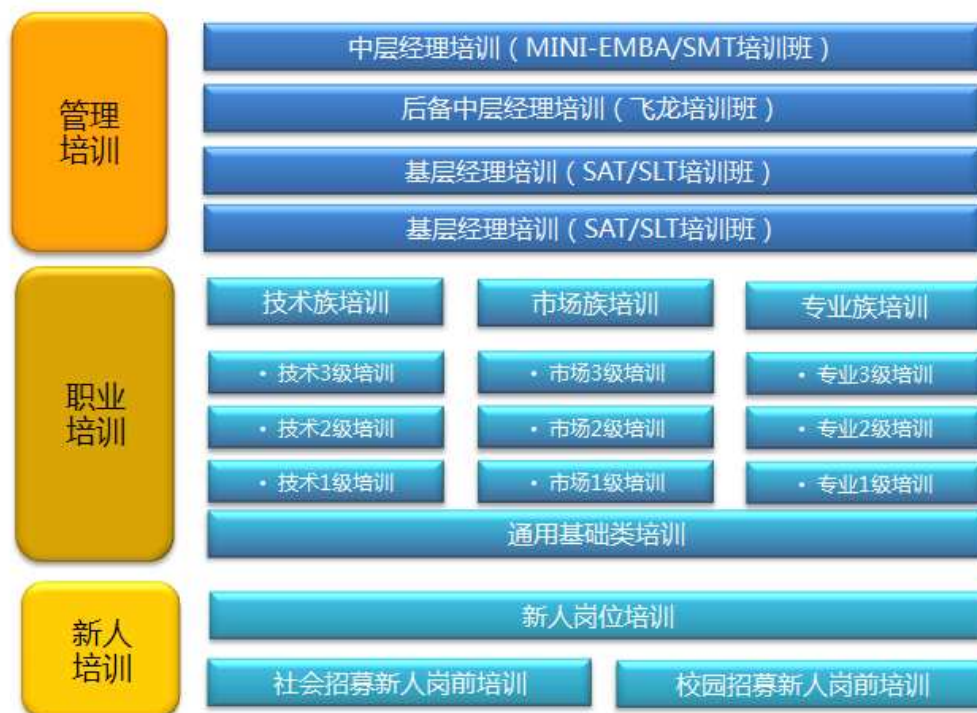 管理
培训
中层经理培训（MINI-EMBA/SMT培训班）
后备中层经理培训（飞龙培训班）
基层经理培训（SAT/SLT培训班）
基层经理培训（SAT/SLT培训班）
职业
培训
技术族培训
市场族培训
专业族培训
•技术3级培训
•市场3级培训
•专业3级培训
•技术2级培训
•市场2级培训
•专业2级培训
•技术1级培训
•市场1级培训
•专业1级培训
通用基础类培训
新人
培训
新人岗位培训
社会招募新人岗前培训
校园招募新人岗前培训